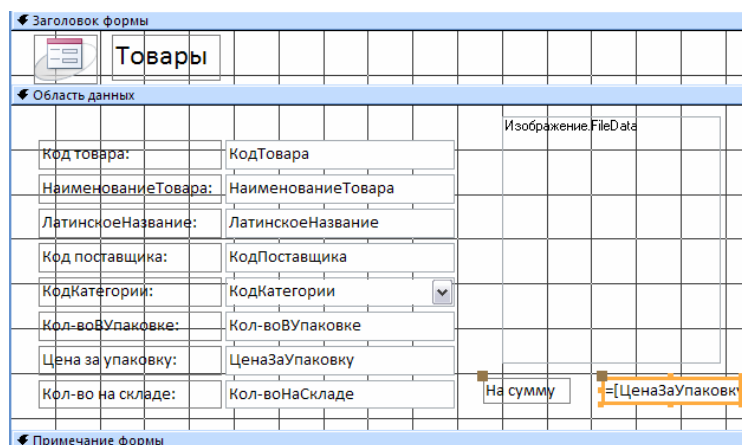 Заголовок формы
Товары
Область данных
Изображение.FileData
Код товара: КодТовара
НаименованиеТовара: НаименованиеТовара
ЛатинскоеНазвание: ЛатинскоеНазвание
Код поставщика: КодПоставщика
КодКатегории: КодКатегории
Кол-воВУпаковке: Кол-воВУпаковке
Цена за упаковку: ЦенаЗаУпаковку
Кол-во на складе: Кол-воНаСкладе
На сумму =[ЦенаЗаУпаковку
Примечание формы